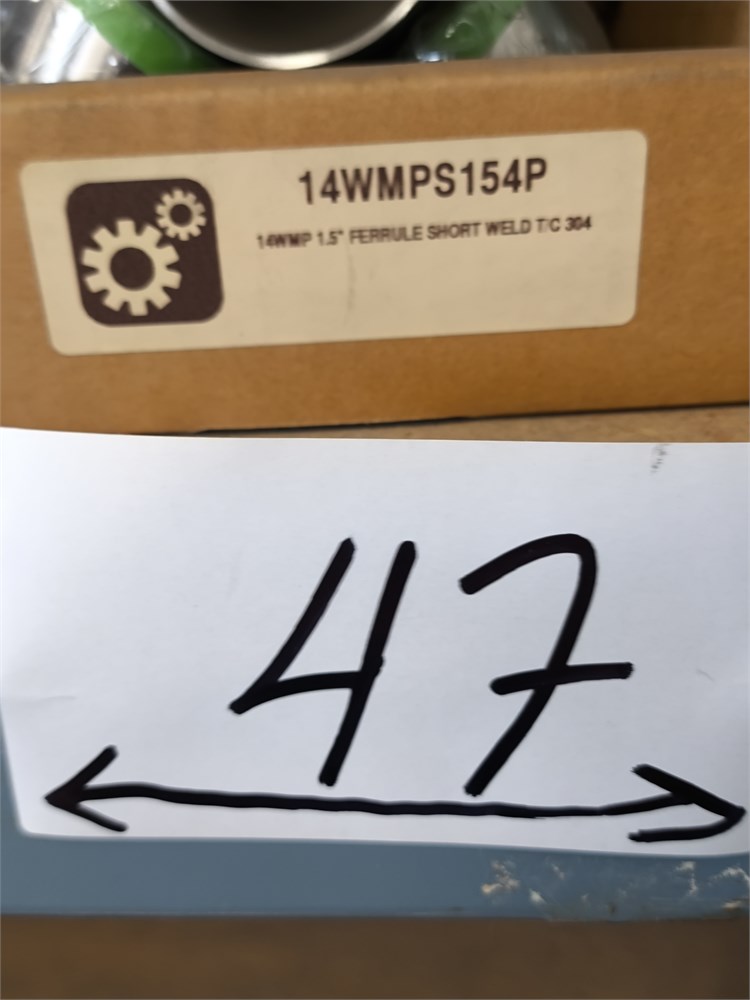 14WMPS154P
14WMP 1.5" FERRULE SHORT WELD T/C 304
47